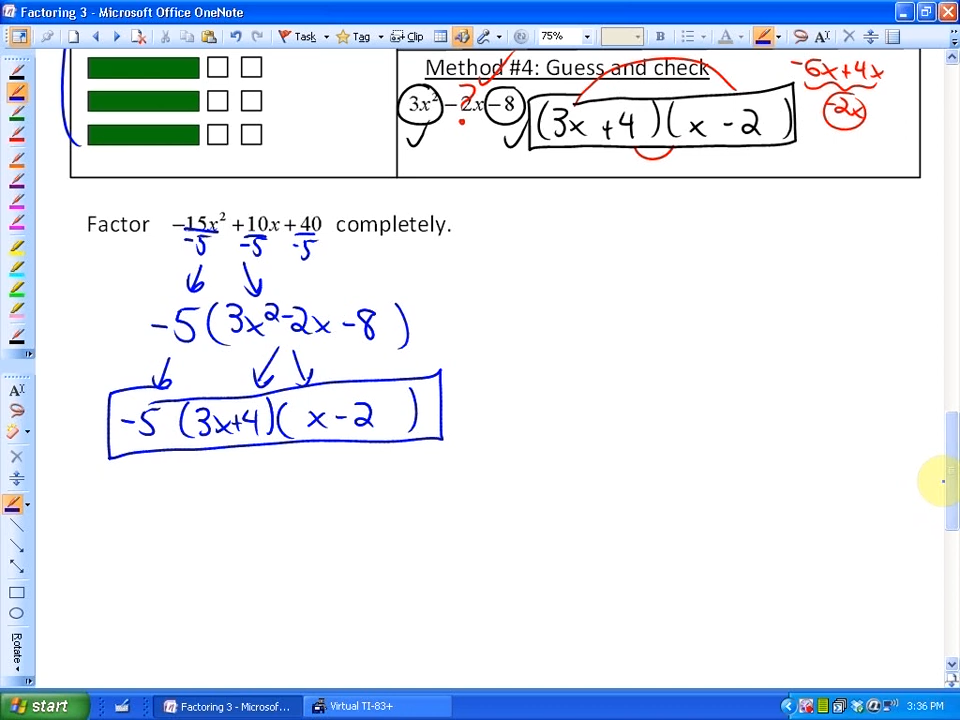 Factoring 3 - Microsoft Office OneNote
Task Tag Clip 75% B A A
Method #4: Guess and check
-6x+4x
3x² − 2x − 8 (3x +4)(x −2)
?
-2x
Factor −15x² +10x + 40 completely.
-5 -5 -5
-5(3x²-2x-8)
-5 (3x+4)(x-2)
A
Rotate
start Factoring 3 - Microsof... Virtual TI-83+ 3:36 PM